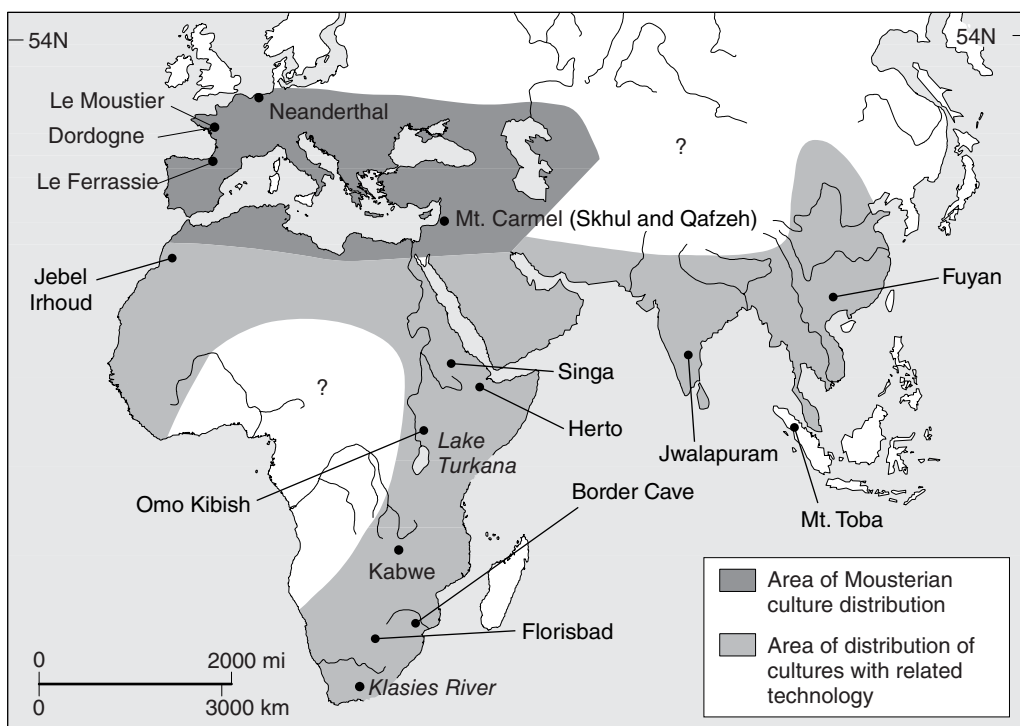 54N
54N
Le Moustier
Neanderthal
Dordogne
?
Le Ferrassie
Mt. Carmel (Skhul and Qafzeh)
Jebel
Irhoud
Fuyan
Singa
?
Herto
Lake
Turkana
Jwalapuram
Omo Kibish
Border Cave
Mt. Toba
Kabwe
Area of Mousterian
culture distribution
Florisbad
Area of distribution of
cultures with related
technology
0
2000 mi
0
3000 km
Klasies River